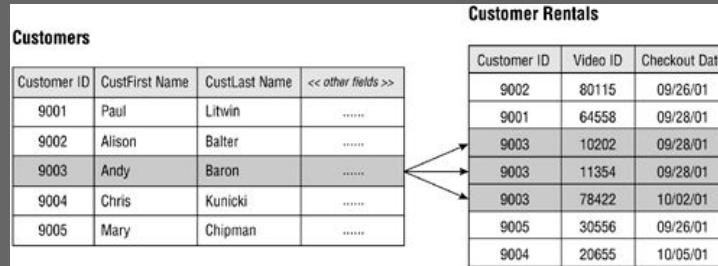 Customers
Customer ID CustFirst Name CustLast Name << other fields >>
9001 Paul Litwin ......
9002 Alison Balter ......
9003 Andy Baron ......
9004 Chris Kunicki ......
9005 Mary Chipman ......
Customer Rentals
Customer ID Video ID Checkout Dat
9002 80115 09/26/01
9001 64558 09/28/01
9003 10202 09/28/01
9003 11354 09/28/01
9003 78422 10/02/01
9005 30556 09/26/01
9004 20655 10/05/01